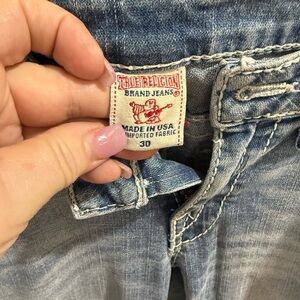 TRUE RELIGION
BRAND JEANS
MADE IN USA
IMPORTED FABRIC
30